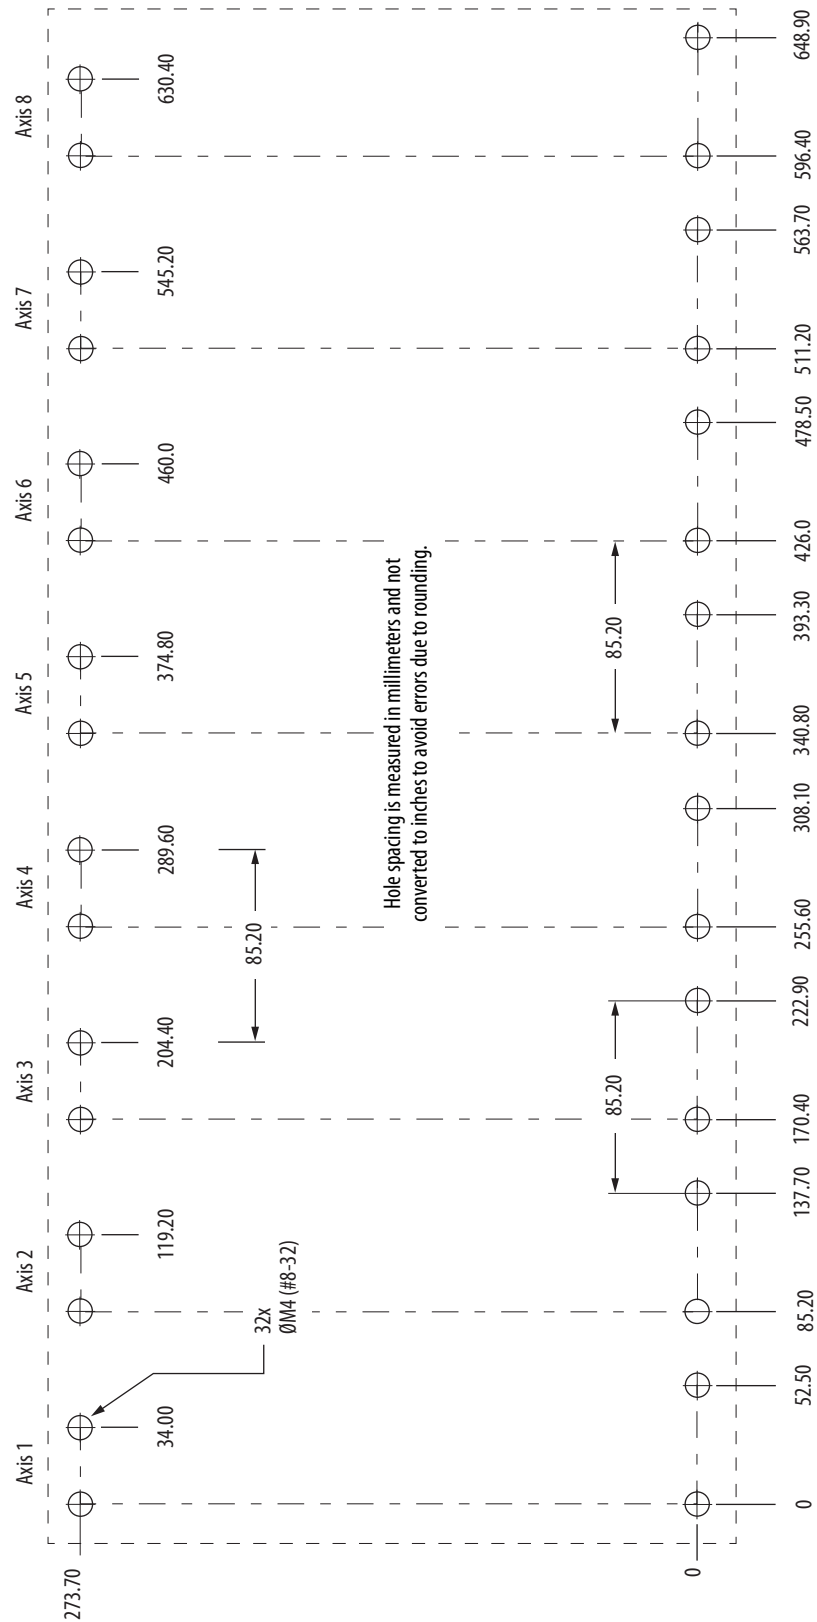 Axis 1
Axis 2
Axis 3
Axis 4
Axis 5
Axis 6
Axis 7
Axis 8
273.70
34.00
119.20
204.40
289.60
374.80
460.0
545.20
630.40
85.20
32x
ØM4 (#8-32)
Hole spacing is measured in millimeters and not
converted to inches to avoid errors due to rounding.
85.20
85.20
0
0
52.50
85.20
137.70
170.40
222.90
255.60
308.10
340.80
393.30
426.0
478.50
511.20
563.70
596.40
648.90